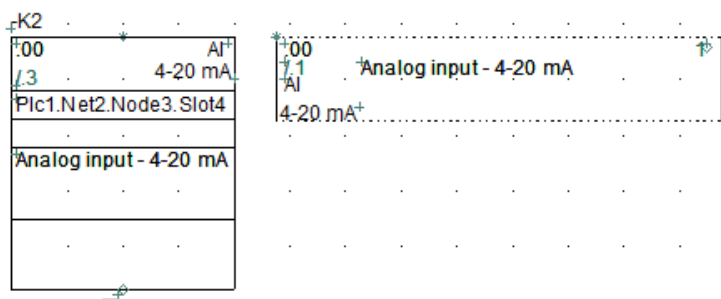 -K2
:00 AI
/.3 4-20 mA
Plc1.Net2.Node3.Slot4
Analog input - 4-20 mA
:00 1
/.1 Analog input - 4-20 mA
AI
4-20 mA